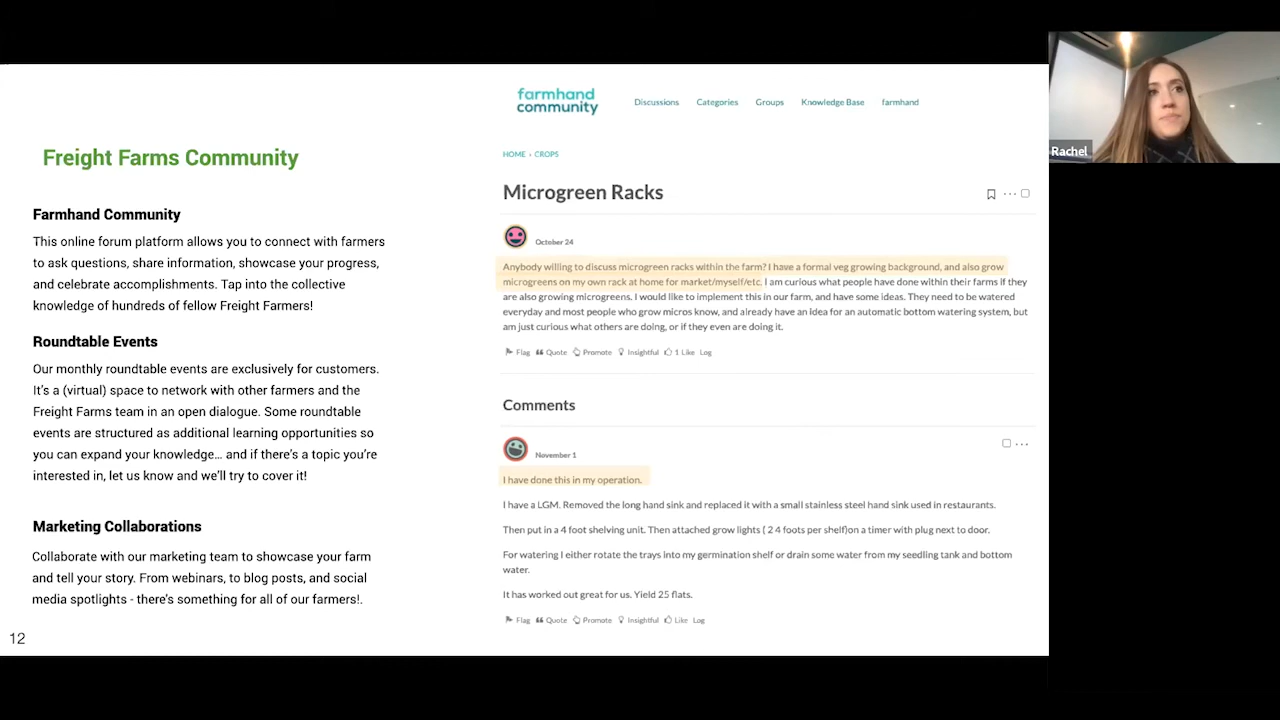 Freight Farms Community
Farmhand Community
This online forum platform allows you to connect with farmers
to ask questions, share information, showcase your progress,
and celebrate accomplishments. Tap into the collective
knowledge of hundreds of fellow Freight Farmers!
Roundtable Events
Our monthly roundtable events are exclusively for customers.
It's a (virtual) space to network with other farmers and the
Freight Farms team in an open dialogue. Some roundtable
events are structured as additional learning opportunities so
you can expand your knowledge... and if there's a topic you're
interested in, let us know and we'll try to cover it!
Marketing Collaborations
Collaborate with our marketing team to showcase your farm
and tell your story. From webinars, to blog posts, and social
media spotlights - there's something for all of our farmers!.
12
farmhand
community
Discussions Categories Groups Knowledge Base farmhand
HOME › CROPS
Microgreen Racks
October 24
Anybody willing to discuss microgreen racks within the farm? I have a formal veg growing background, and also grow
microgreens on my own rack at home for market/myself/etc. I am curious what people have done within their farms if they
are also growing microgreens. I would like to implement this in our farm, and have some ideas. They need to be watered
everyday and most people who grow micros know, and already have an idea for an automatic bottom watering system, but
am just curious what others are doing, or if they even are doing it.
Flag Quote Promote Insightful 1 Like Log
Comments
November 1
I have done this in my operation.
I have a LGM. Removed the long hand sink and replaced it with a small stainless steel hand sink used in restaurants.
Then put in a 4 foot shelving unit. Then attached grow lights ( 2 4 foots per shelf)on a timer with plug next to door.
For watering I either rotate the trays into my germination shelf or drain some water from my seedling tank and bottom
water.
It has worked out great for us. Yield 25 flats.
Flag Quote Promote Insightful Like Log
Rachel